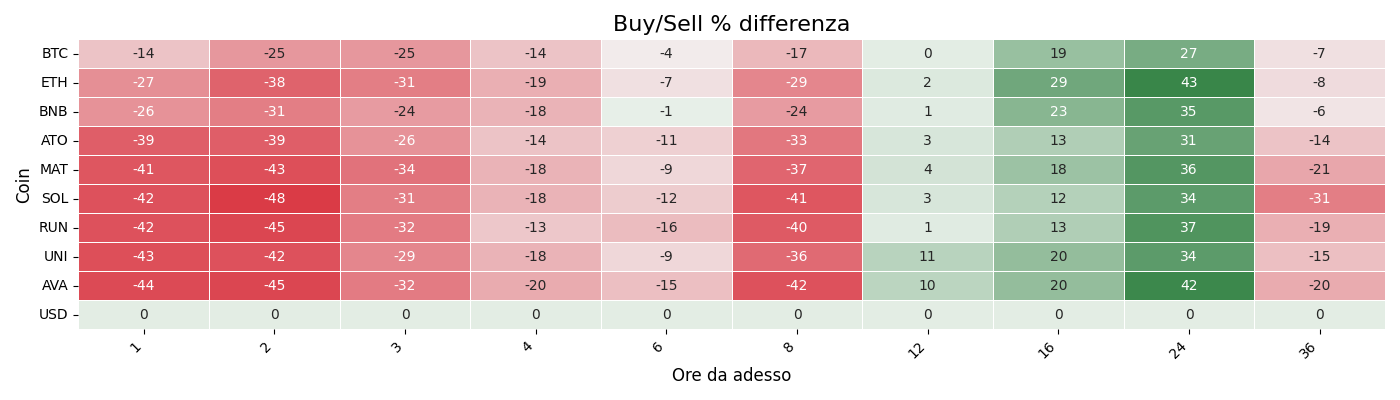 Buy/Sell % differenza
Coin
BTC -14 -25 -25 -14 -4 -17 0 19 27 -7
ETH -27 -38 -31 -19 -7 -29 2 29 43 -8
BNB -26 -31 -24 -18 -1 -24 1 23 35 -6
ATO -39 -39 -26 -14 -11 -33 3 13 31 -14
MAT -41 -43 -34 -18 -9 -37 4 18 36 -21
SOL -42 -48 -31 -18 -12 -41 3 12 34 -31
RUN -42 -45 -32 -13 -16 -40 1 13 37 -19
UNI -43 -42 -29 -18 -9 -36 11 20 34 -15
AVA -44 -45 -32 -20 -15 -42 10 20 42 -20
USD 0 0 0 0 0 0 0 0 0 0
1 2 3 4 6 8 12 16 24 36
Ore da adesso